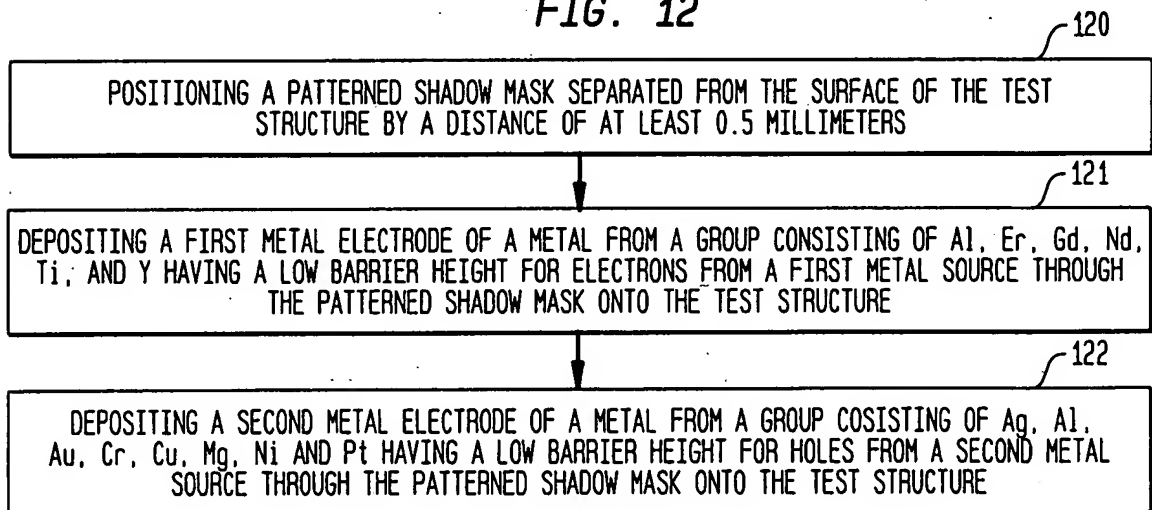 FIG. 12
120
POSITIONING A PATTERNED SHADOW MASK SEPARATED FROM THE SURFACE OF THE TEST
STRUCTURE BY A DISTANCE OF AT LEAST 0.5 MILLIMETERS
121
DEPOSITING A FIRST METAL ELECTRODE OF A METAL FROM A GROUP CONSISTING OF Al, Er, Gd, Nd,
Ti, AND Y HAVING A LOW BARRIER HEIGHT FOR ELECTRONS FROM A FIRST METAL SOURCE THROUGH
THE PATTERNED SHADOW MASK ONTO THE TEST STRUCTURE
122
DEPOSITING A SECOND METAL ELECTRODE OF A METAL FROM A GROUP COSISTING OF Ag, Al,
Au, Cr, Cu, Mg, Ni AND Pt HAVING A LOW BARRIER HEIGHT FOR HOLES FROM A SECOND METAL
SOURCE THROUGH THE PATTERNED SHADOW MASK ONTO THE TEST STRUCTURE